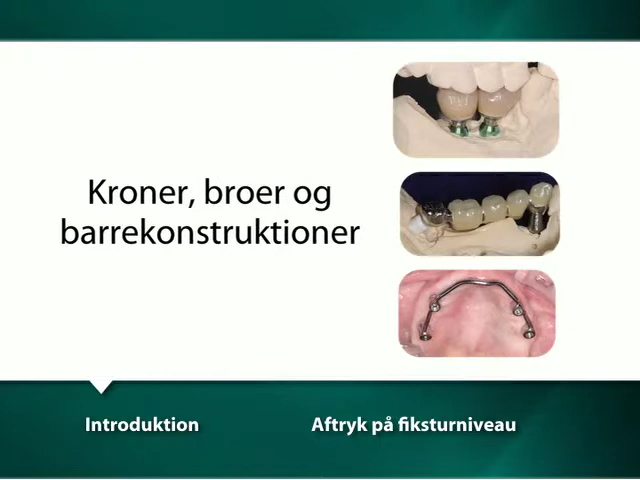 Kroner, broer og
barrekonstruktioner
Introduktion
Aftryk på fiksturniveau